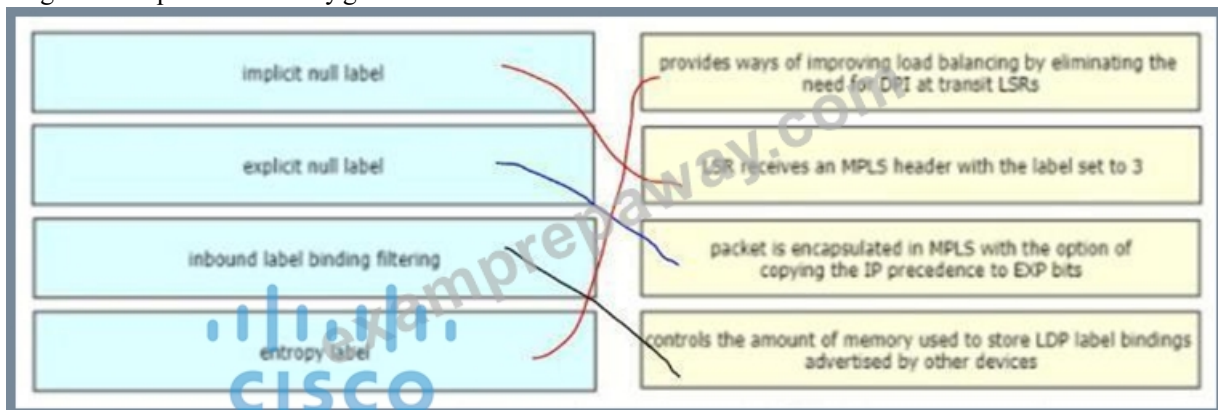 implicit null label
provides ways of improving load balancing by eliminating the
need for DPI at transit LSRs
explicit null label
LSR receives an MPLS header with the label set to 3
inbound label binding filtering
packet is encapsulated in MPLS with the option of
copying the IP precedence to EXP bits
entropy label
controls the amount of memory used to store LDP label bindings
advertised by other devices
examprepaway.com
CISCO